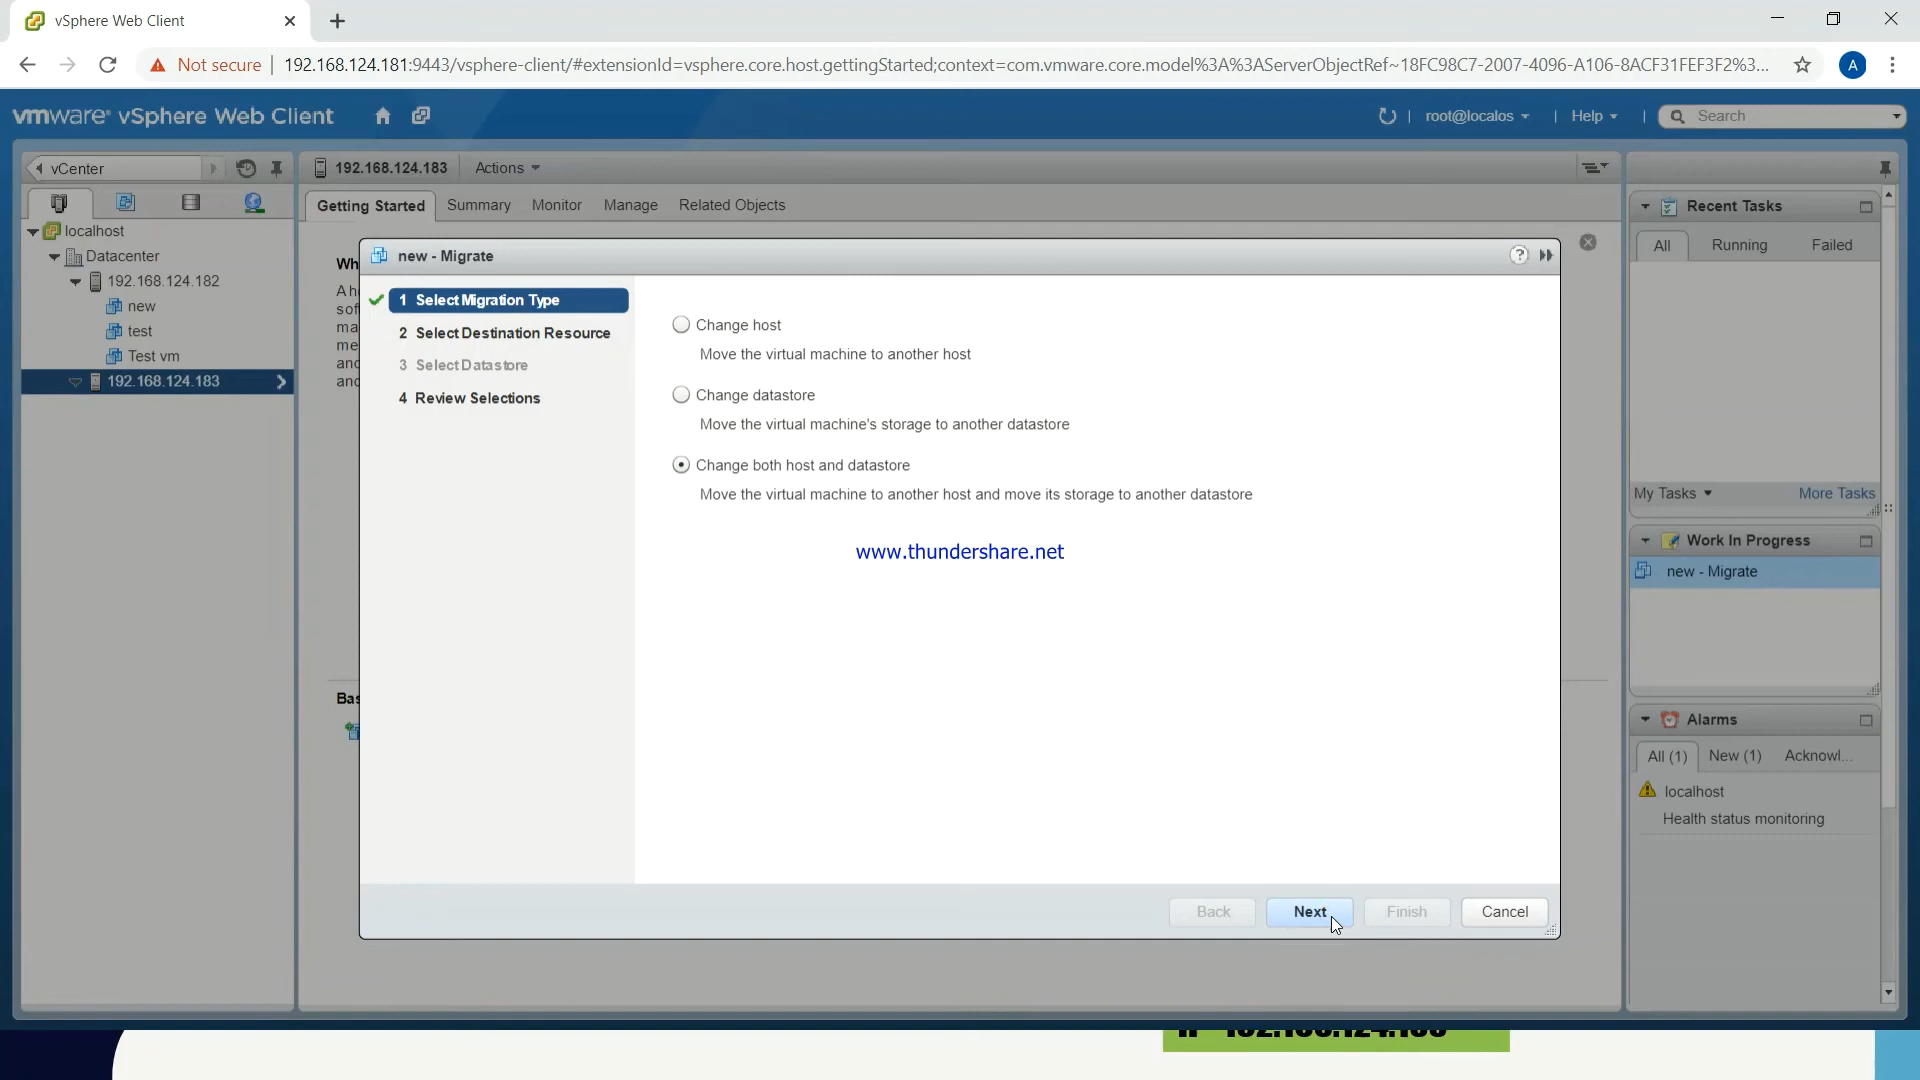 vSphere Web Client
Not secure
192.168.124.181:9443/vsphere-client/#extensionId=vsphere.core.host.gettingStarted;context=com.vmware.core.model%3A%3AServerObjectRef~18FC98C7-2007-4096-A106-8ACF31FEF3F2%3...
A
vmware® vSphere Web Client
root@localos
Help
Search
vCenter
192.168.124.183
Actions
Getting Started
Summary
Monitor
Manage
Related Objects
localhost
Datacenter
192.168.124.182
new
test
Test vm
192.168.124.183
Wh
A h
sof
ma
me
and
and
Bas
new - Migrate
?
1 Select Migration Type
2 Select Destination Resource
3 Select Datastore
4 Review Selections
Change host
Move the virtual machine to another host
Change datastore
Move the virtual machine's storage to another datastore
Change both host and datastore
Move the virtual machine to another host and move its storage to another datastore
www.thundershare.net
Back
Next
Finish
Cancel
Recent Tasks
All
Running
Failed
My Tasks
More Tasks
Work In Progress
new - Migrate
Alarms
All (1)
New (1)
Acknowl...
localhost
Health status monitoring